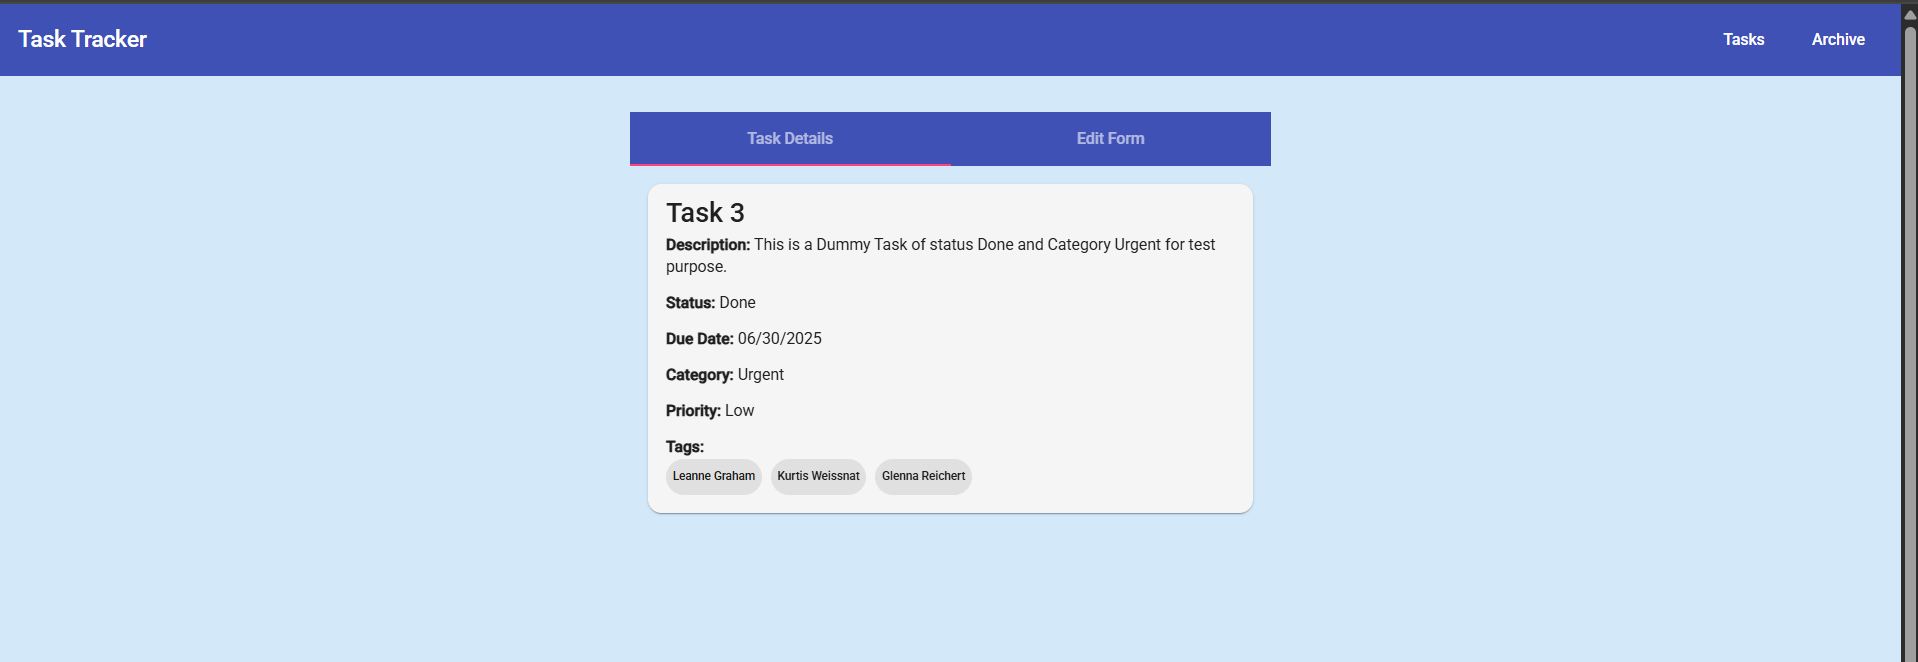 Task Tracker
Tasks
Archive
Task Details
Edit Form
Task 3
Description: This is a Dummy Task of status Done and Category Urgent for test
purpose.
Status: Done
Due Date: 06/30/2025
Category: Urgent
Priority: Low
Tags:
Leanne Graham
Kurtis Weissnat
Glenna Reichert